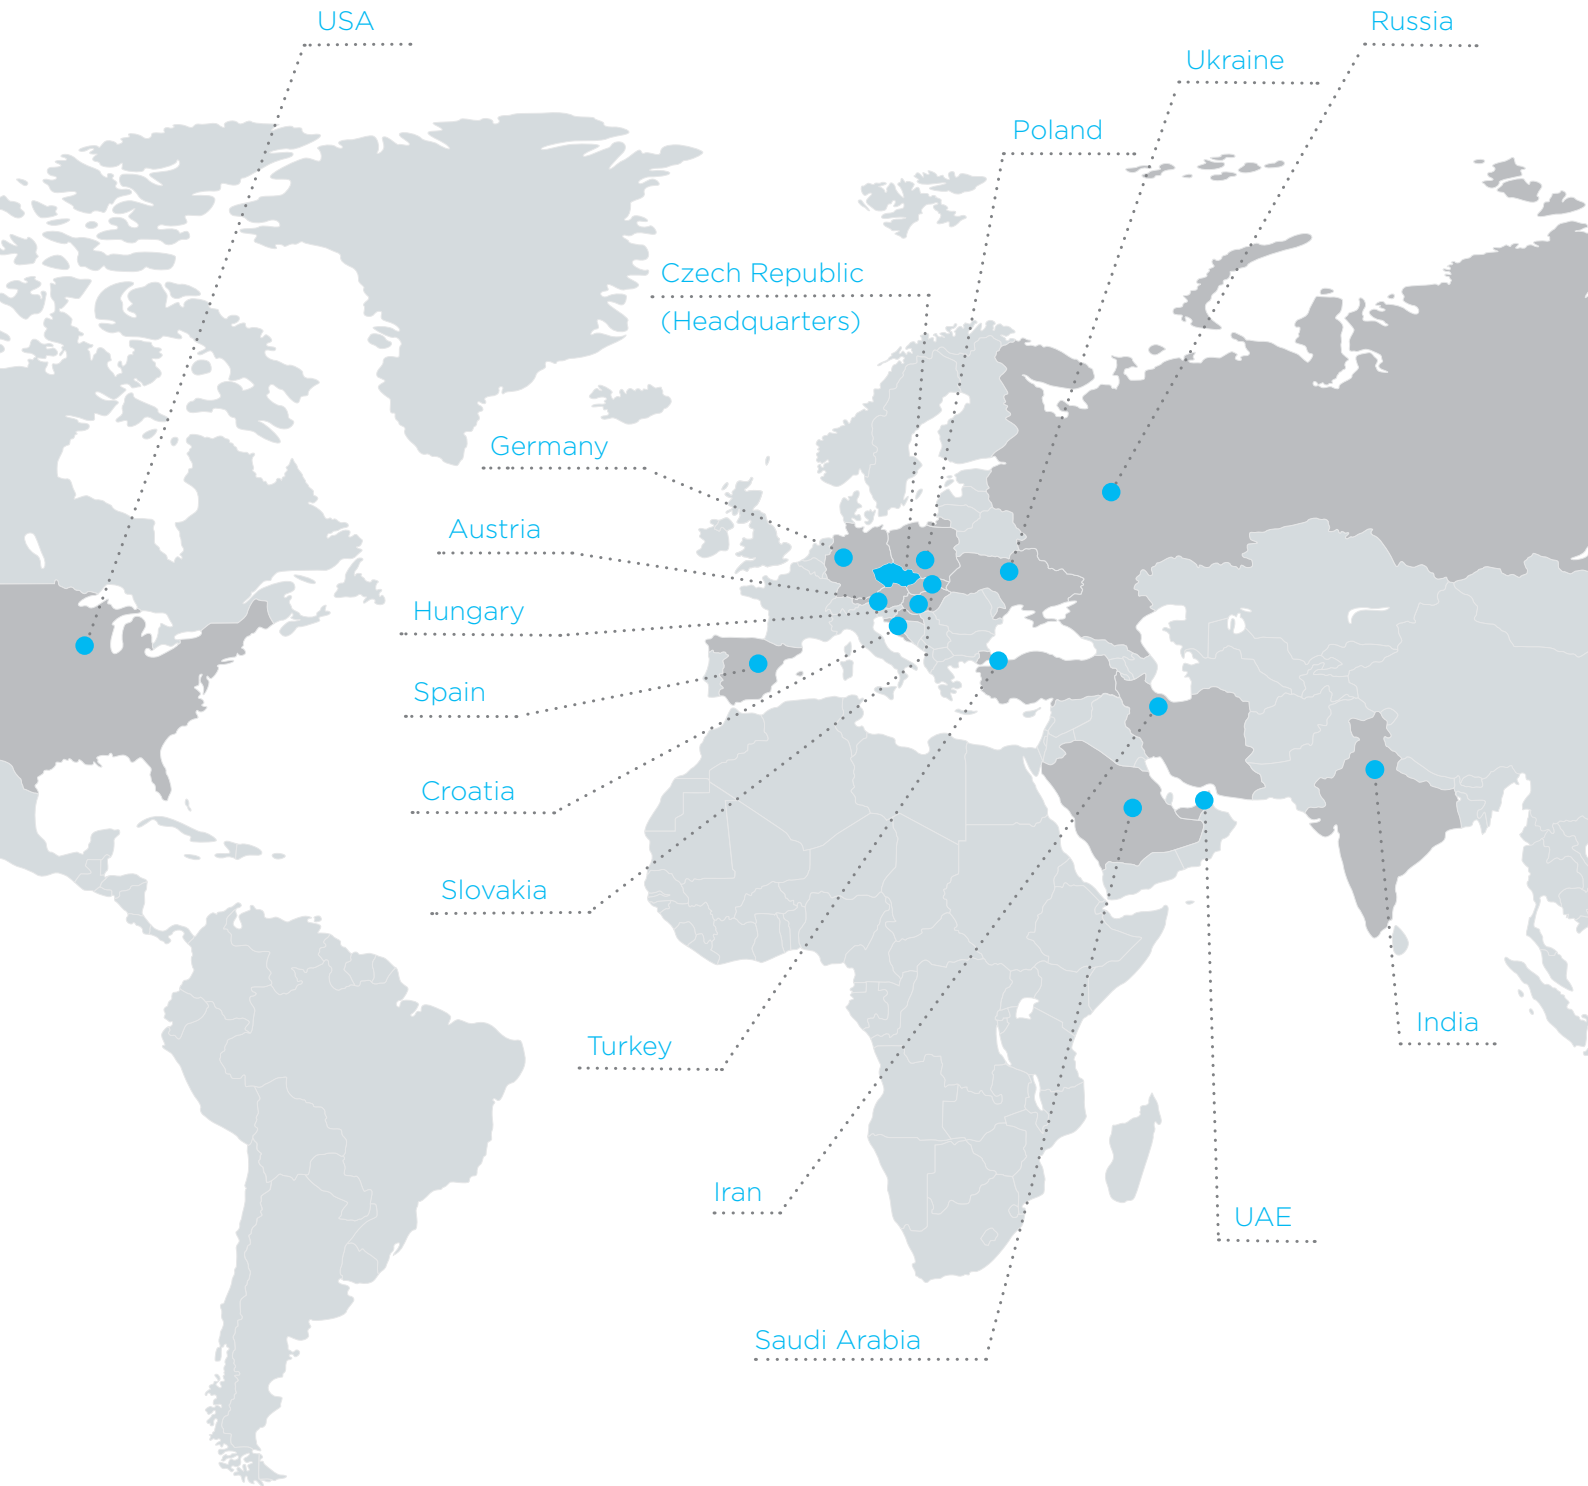 USA
Russia
Ukraine
Poland
Czech Republic
(Headquarters)
Germany
Austria
Hungary
Spain
Croatia
Slovakia
Turkey
India
Iran
UAE
Saudi Arabia